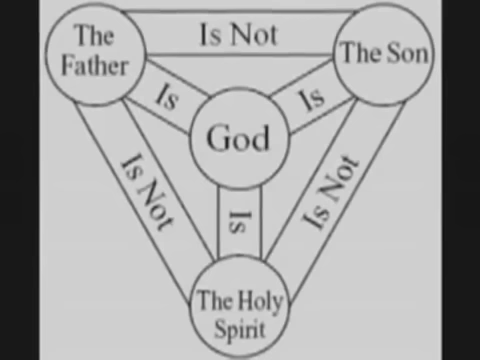 The
Father
Is Not
The Son
Is
Is
God
Is Not
Is
Is Not
The Holy
Spirit